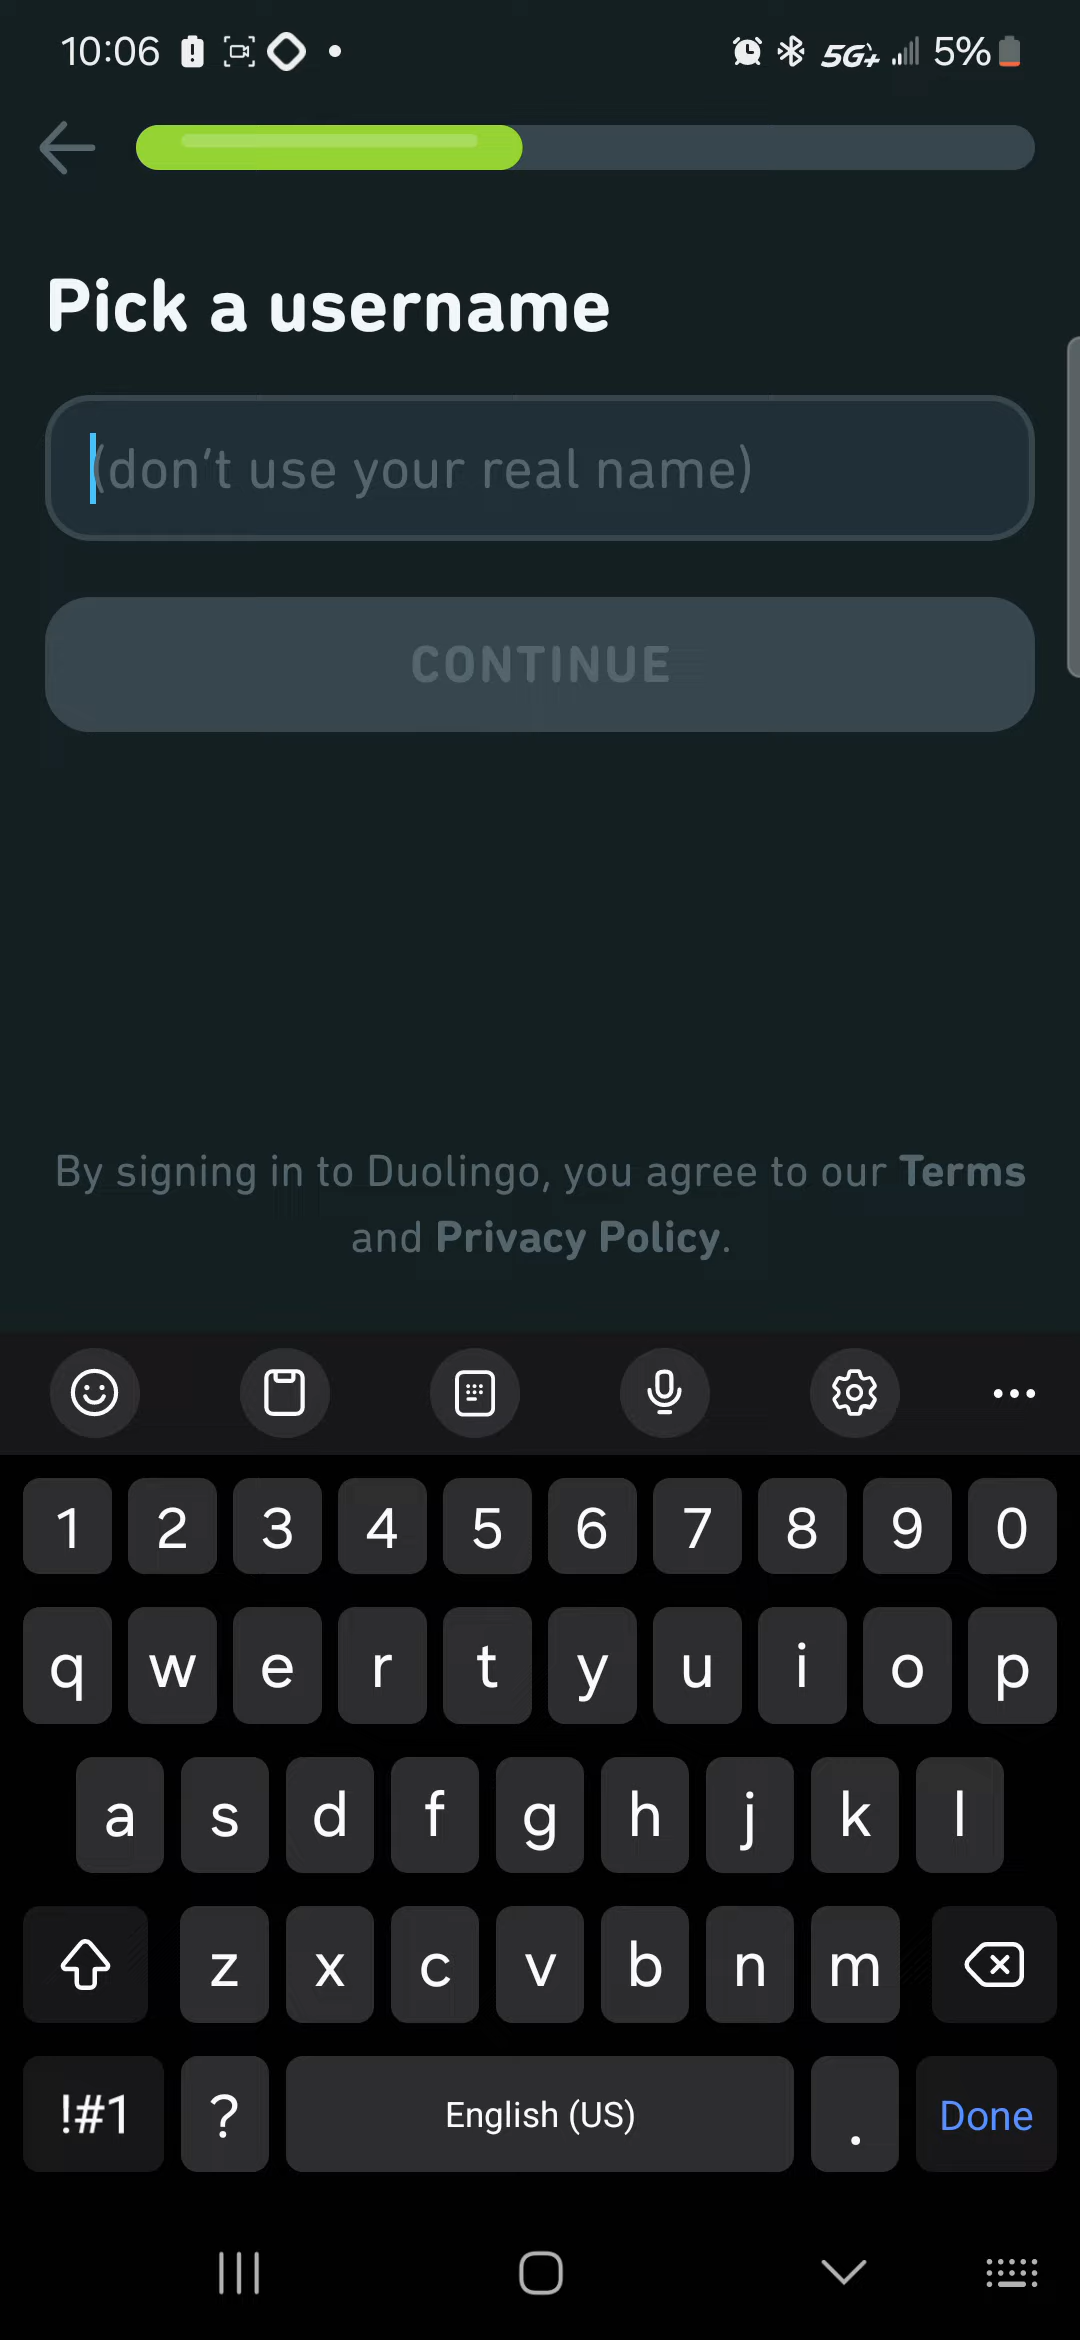 10:06 5G+ 5%
Pick a username
(don't use your real name)
CONTINUE
By signing in to Duolingo, you agree to our Terms
and Privacy Policy.
1 2 3 4 5 6 7 8 9 0
q w e r t y u i o p
a s d f g h j k l
z x c v b n m
!#1 ? English (US) . Done